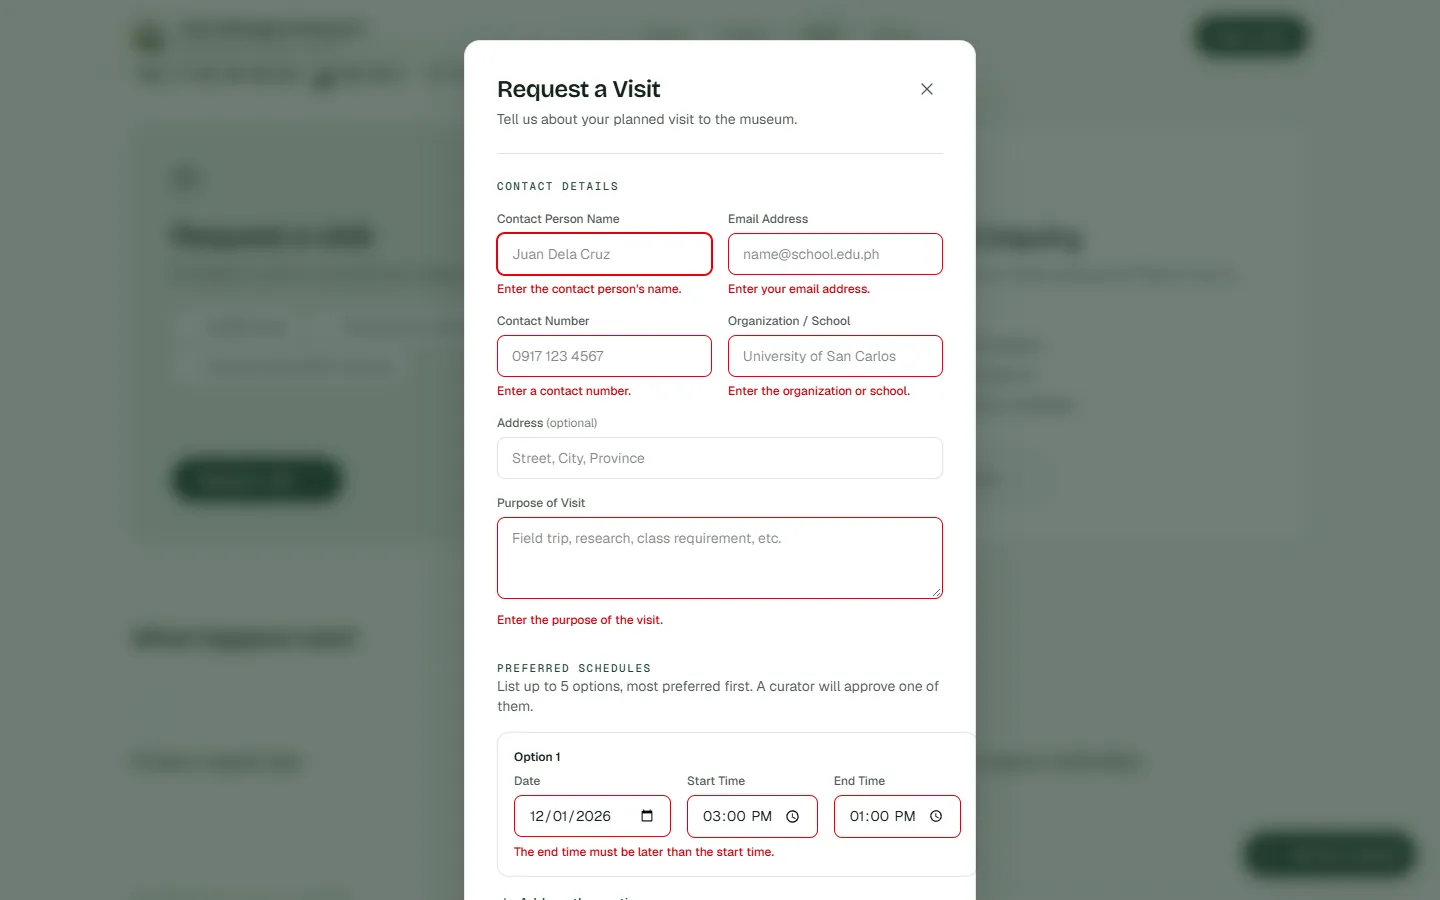 Request a Visit
Tell us about your planned visit to the museum.
CONTACT DETAILS
Contact Person Name
Email Address
Juan Dela Cruz
name@school.edu.ph
Enter the contact person's name.
Enter your email address.
Contact Number
Organization / School
0917 123 4567
University of San Carlos
Enter a contact number.
Enter the organization or school.
Address (optional)
Street, City, Province
Purpose of Visit
Field trip, research, class requirement, etc.
Enter the purpose of the visit.
PREFERRED SCHEDULES
List up to 5 options, most preferred first. A curator will approve one of
them.
Option 1
Date
Start Time
End Time
12/01/2026
03:00 PM
01:00 PM
The end time must be later than the start time.